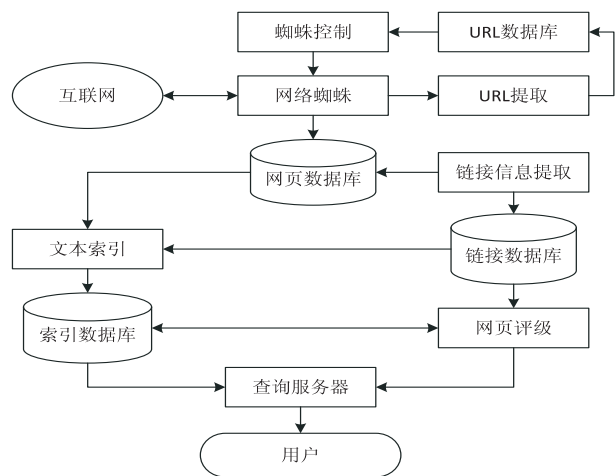 蜘蛛控制
URL数据库
互联网
网络蜘蛛
URL提取
网页数据库
链接信息提取
文本索引
链接数据库
索引数据库
网页评级
查询服务器
用户